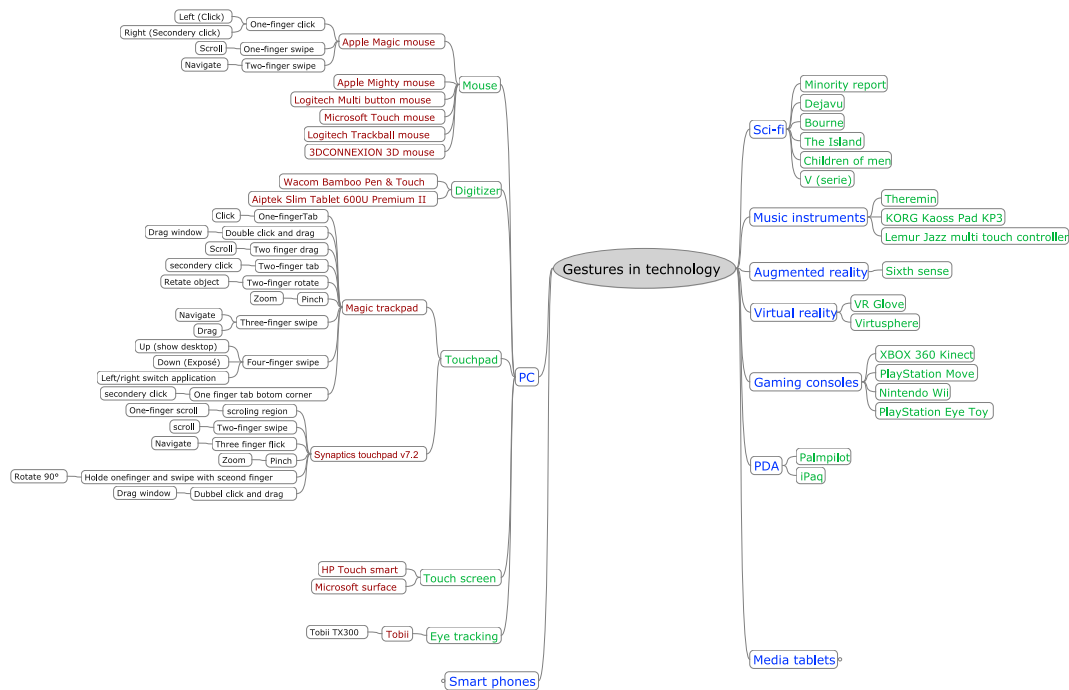 Gestures in technology
PC
Mouse
Apple Magic mouse
One-finger click
Left (Click)
Right (Secondery click)
One-finger swipe
Scroll
Two-finger swipe
Navigate
Apple Mighty mouse
Logitech Multi button mouse
Microsoft Touch mouse
Logitech Trackball mouse
3DCONNEXION 3D mouse
Digitizer
Wacom Bamboo Pen & Touch
Aiptek Slim Tablet 600U Premium II
Touchpad
Magic trackpad
One-fingerTab
Click
Double click and drag
Drag window
Two finger drag
Scroll
Two-finger tab
secondery click
Two-finger rotate
Retate object
Pinch
Zoom
Three-finger swipe
Navigate
Drag
Four-finger swipe
Up (show desktop)
Down (Exposé)
Left/right switch application
One finger tab botom corner
secondery click
Synaptics touchpad v7.2
scroling region
One-finger scroll
Two-finger swipe
scroll
Three finger flick
Navigate
Pinch
Zoom
Holde onefinger and swipe with sceond finger
Rotate 90°
Dubbel click and drag
Drag window
Touch screen
HP Touch smart
Microsoft surface
Eye tracking
Tobii
Tobii TX300
Smart phones
Sci-fi
Minority report
Dejavu
Bourne
The Island
Children of men
V (serie)
Music instruments
Theremin
KORG Kaoss Pad KP3
Lemur Jazz multi touch controller
Augmented reality
Sixth sense
Virtual reality
VR Glove
Virtusphere
Gaming consoles
XBOX 360 Kinect
PlayStation Move
Nintendo Wii
PlayStation Eye Toy
PDA
Palmpilot
iPaq
Media tablets